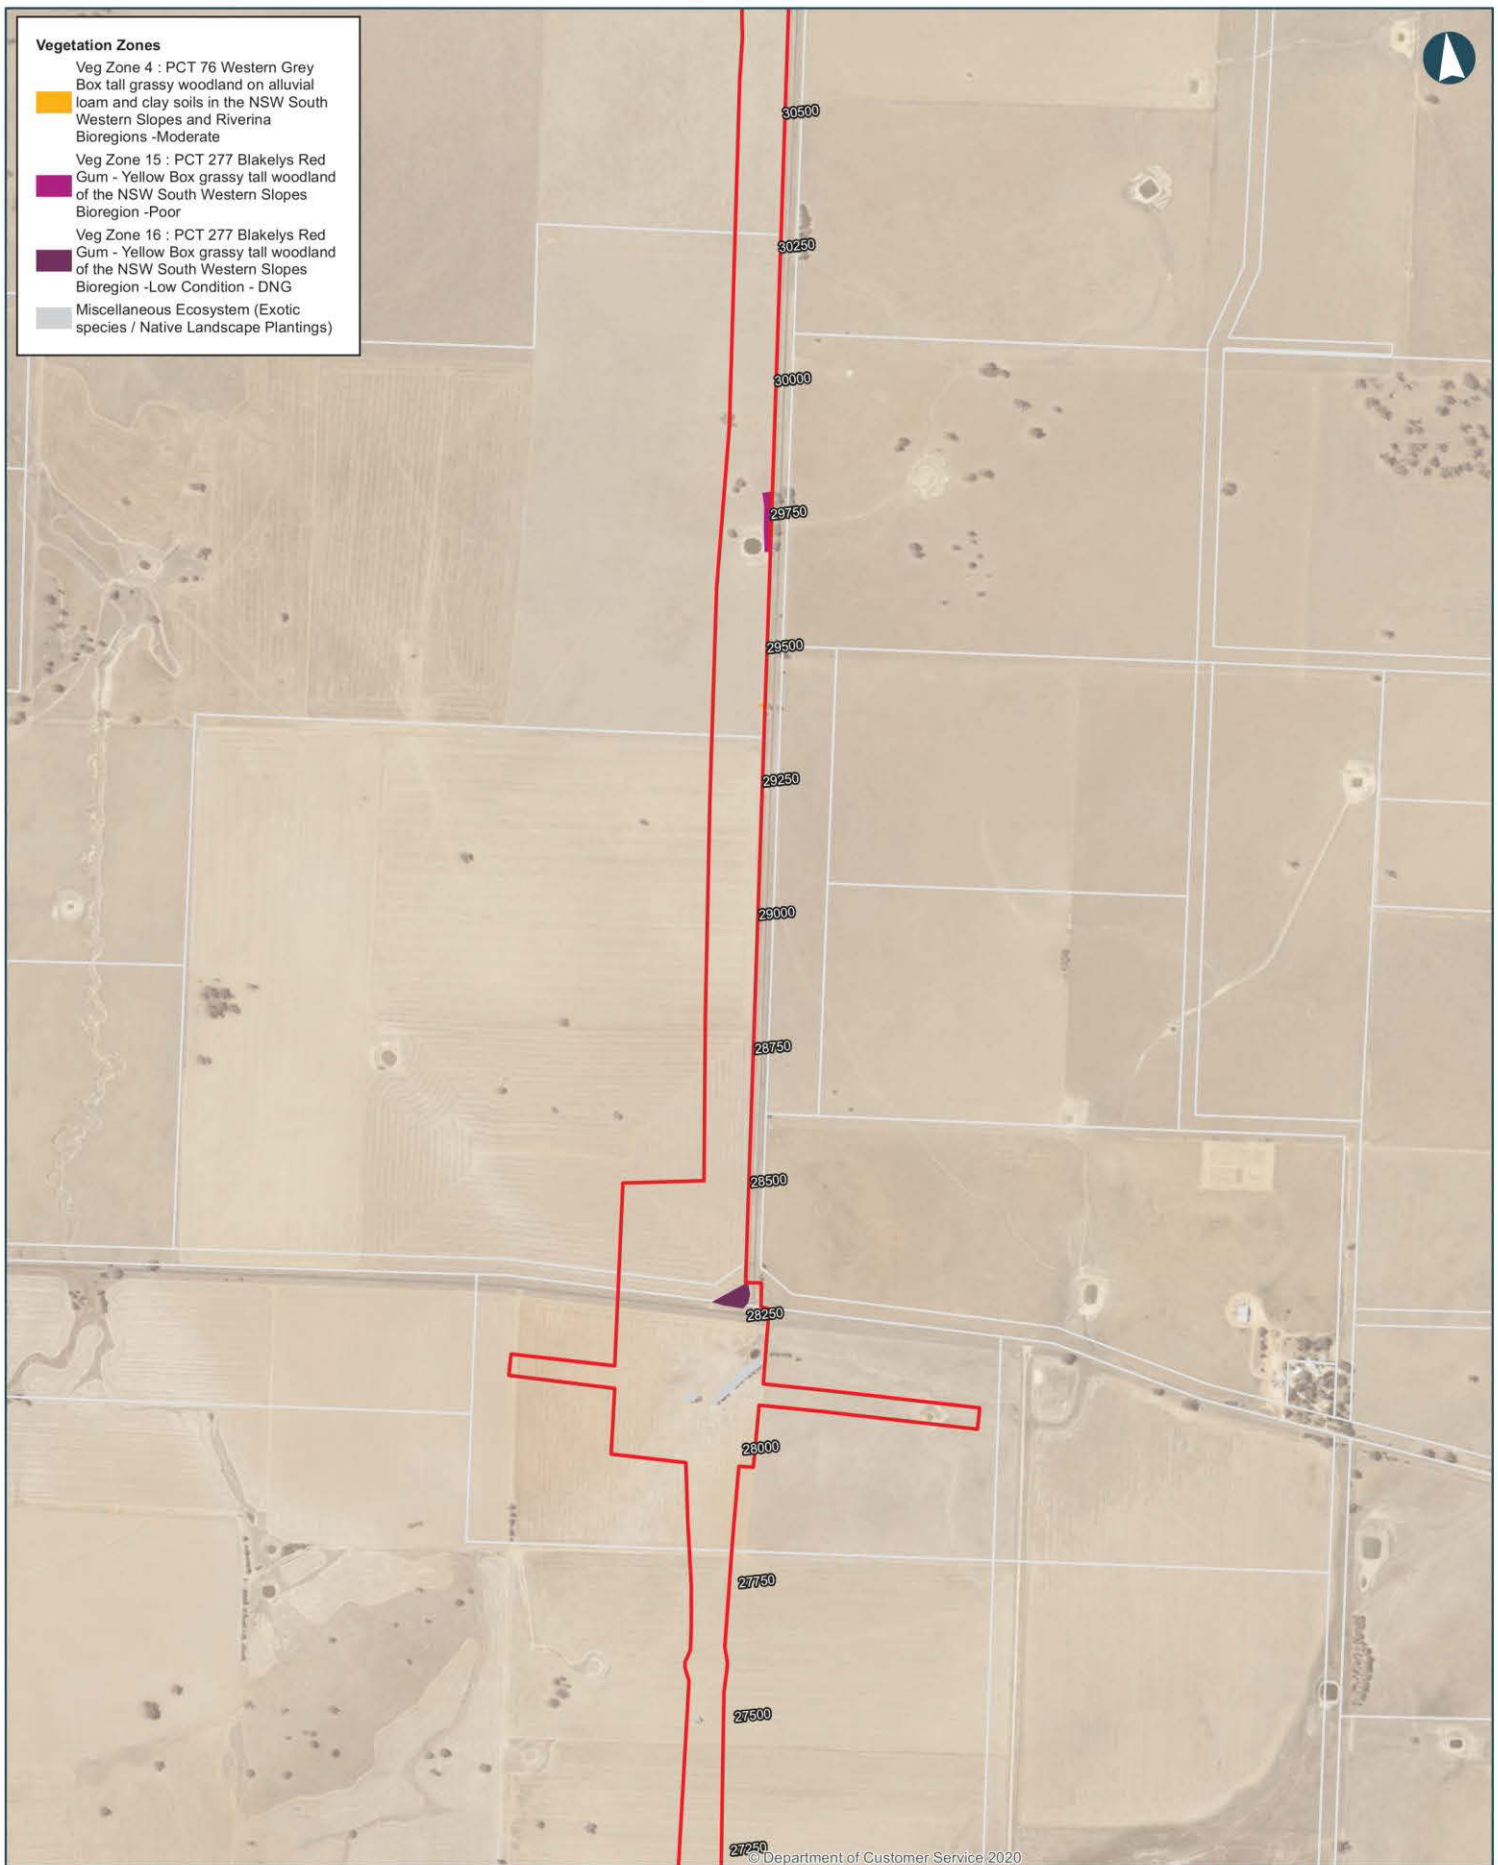 Vegetation Zones
Veg Zone 4 : PCT 76 Western Grey
Box tall grassy woodland on alluvial
loam and clay soils in the NSW South
Western Slopes and Riverina
Bioregions -Moderate
Veg Zone 15 : PCT 277 Blakelys Red
Gum - Yellow Box grassy tall woodland
of the NSW South Western Slopes
Bioregion -Poor
Veg Zone 16 : PCT 277 Blakelys Red
Gum - Yellow Box grassy tall woodland
of the NSW South Western Slopes
Bioregion -Low Condition - DNG
Miscellaneous Ecosystem (Exotic
species / Native Landscape Plantings)
30500
30250
30000
29750
29500
29250
29000
28750
28500
28250
28000
27750
27500
27250
© Department of Customer Service 2020